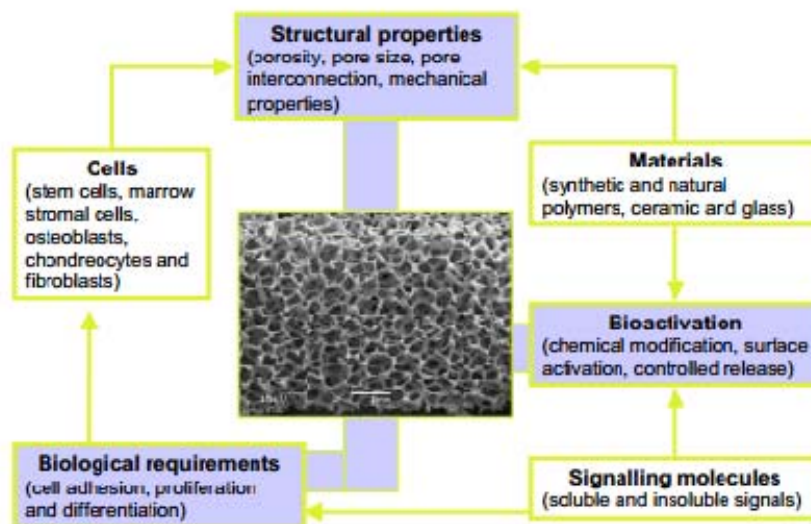 Structural properties
(porosity, pore size, pore
interconnection, mechanical
properties)
Cells
(stem cells, marrow
stromal cells,
osteoblasts,
chondreocytes and
fibroblasts)
Materials
(synthetic and natural
polymers, ceramic and glass)
Bioactivation
(chemical modification, surface
activation, controlled release)
Biological requirements
(cell adhesion, proliferation
and differentiation)
Signalling molecules
(soluble and insoluble signals)